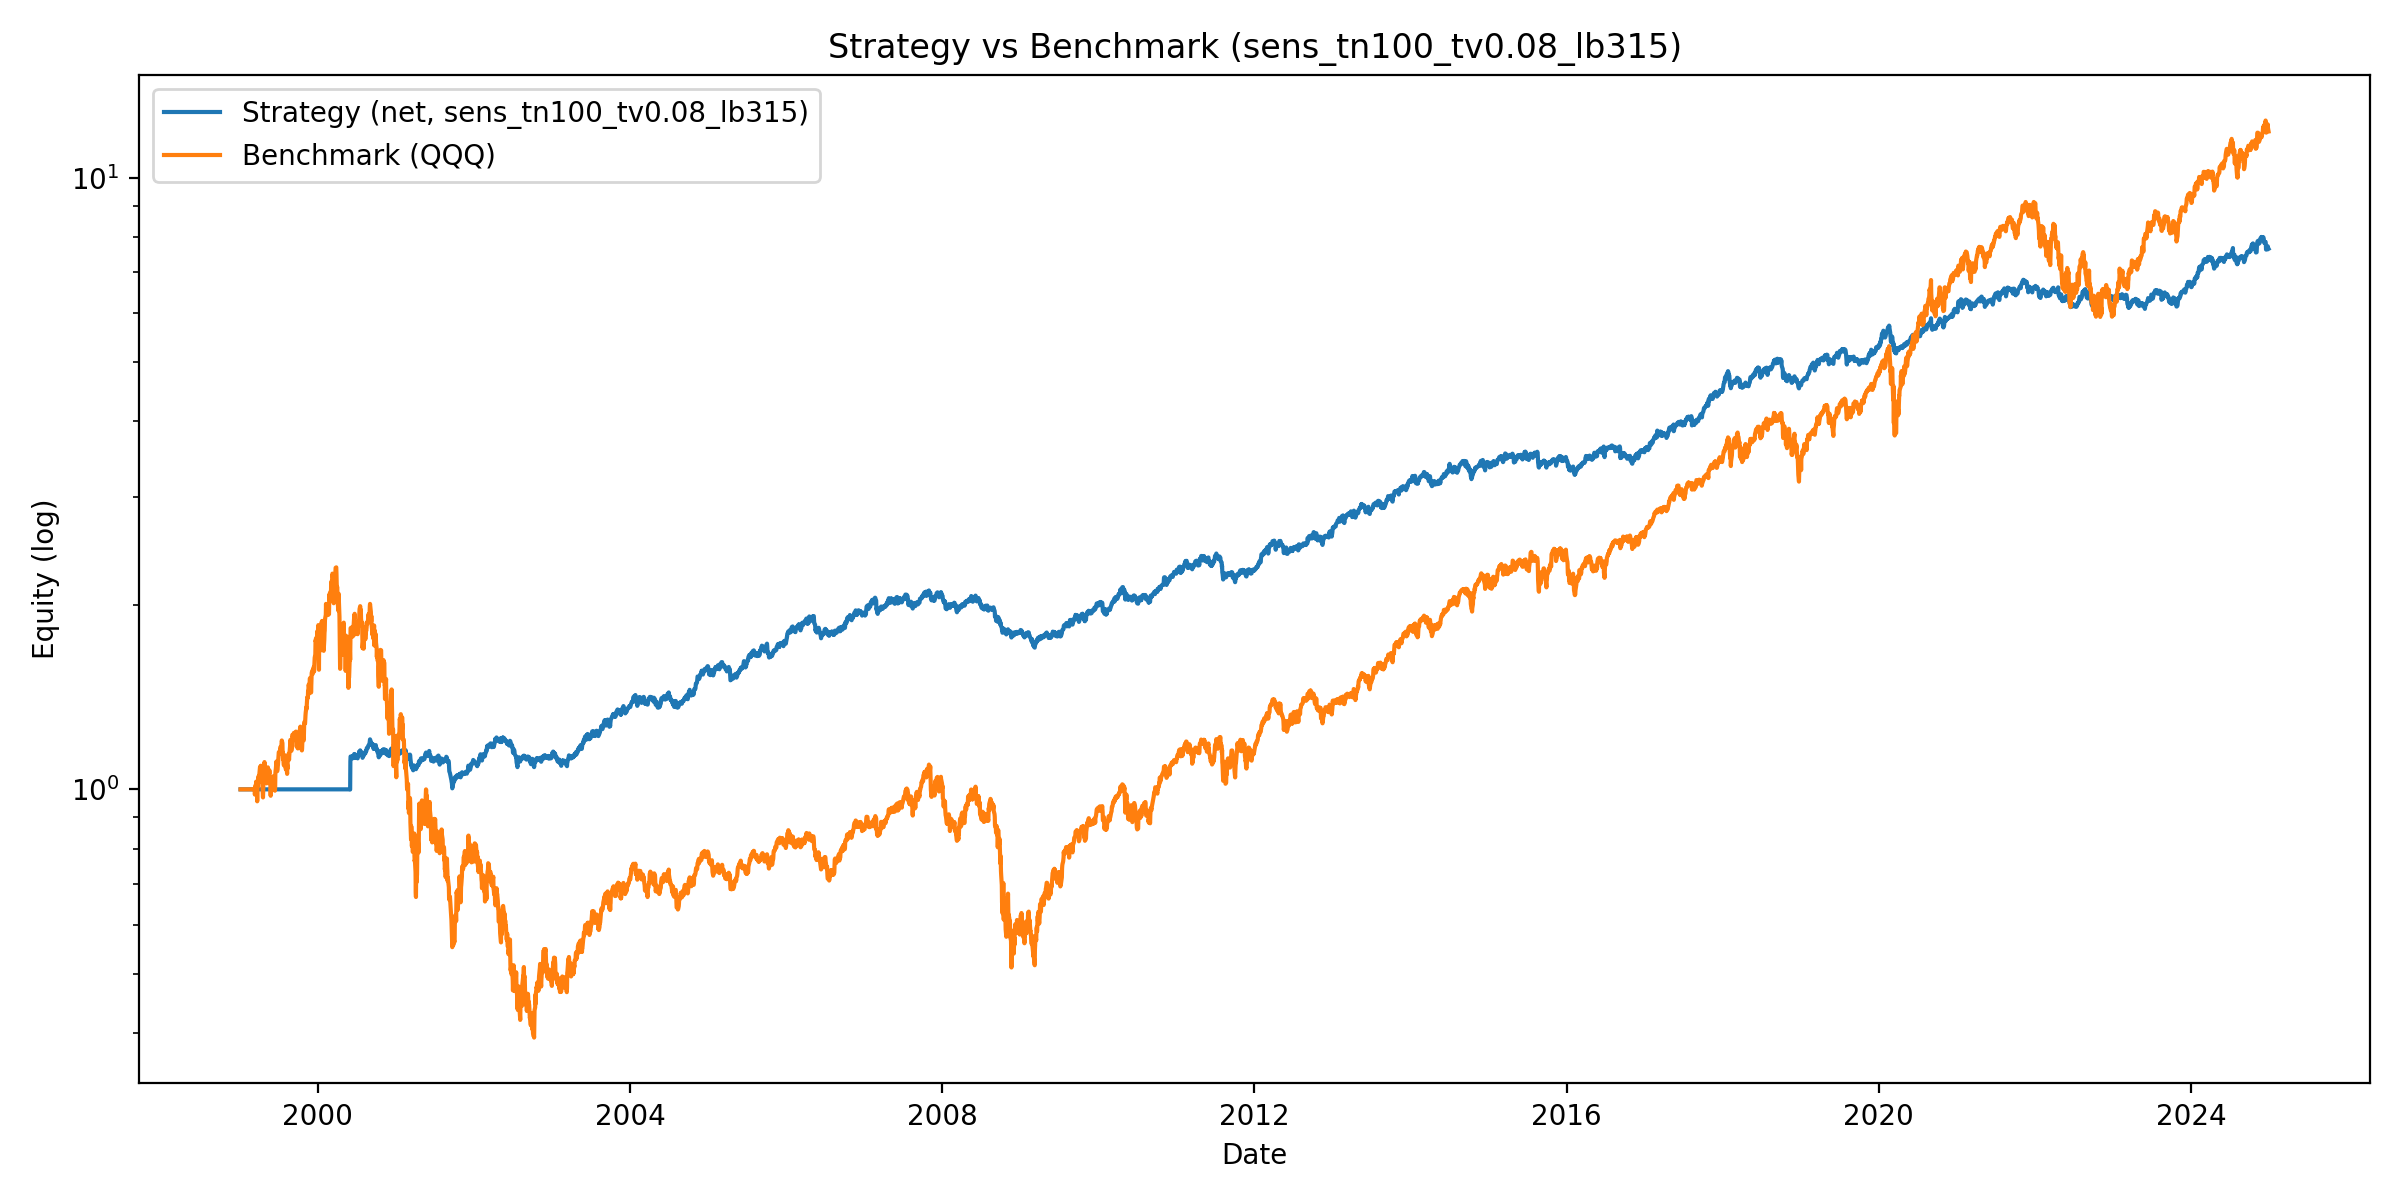 Strategy vs Benchmark (sens_tn100_tv0.08_lb315)
Strategy (net, sens_tn100_tv0.08_lb315)
Benchmark (QQQ)
10¹
10⁰
Equity (log)
2000 2004 2008 2012 2016 2020 2024
Date